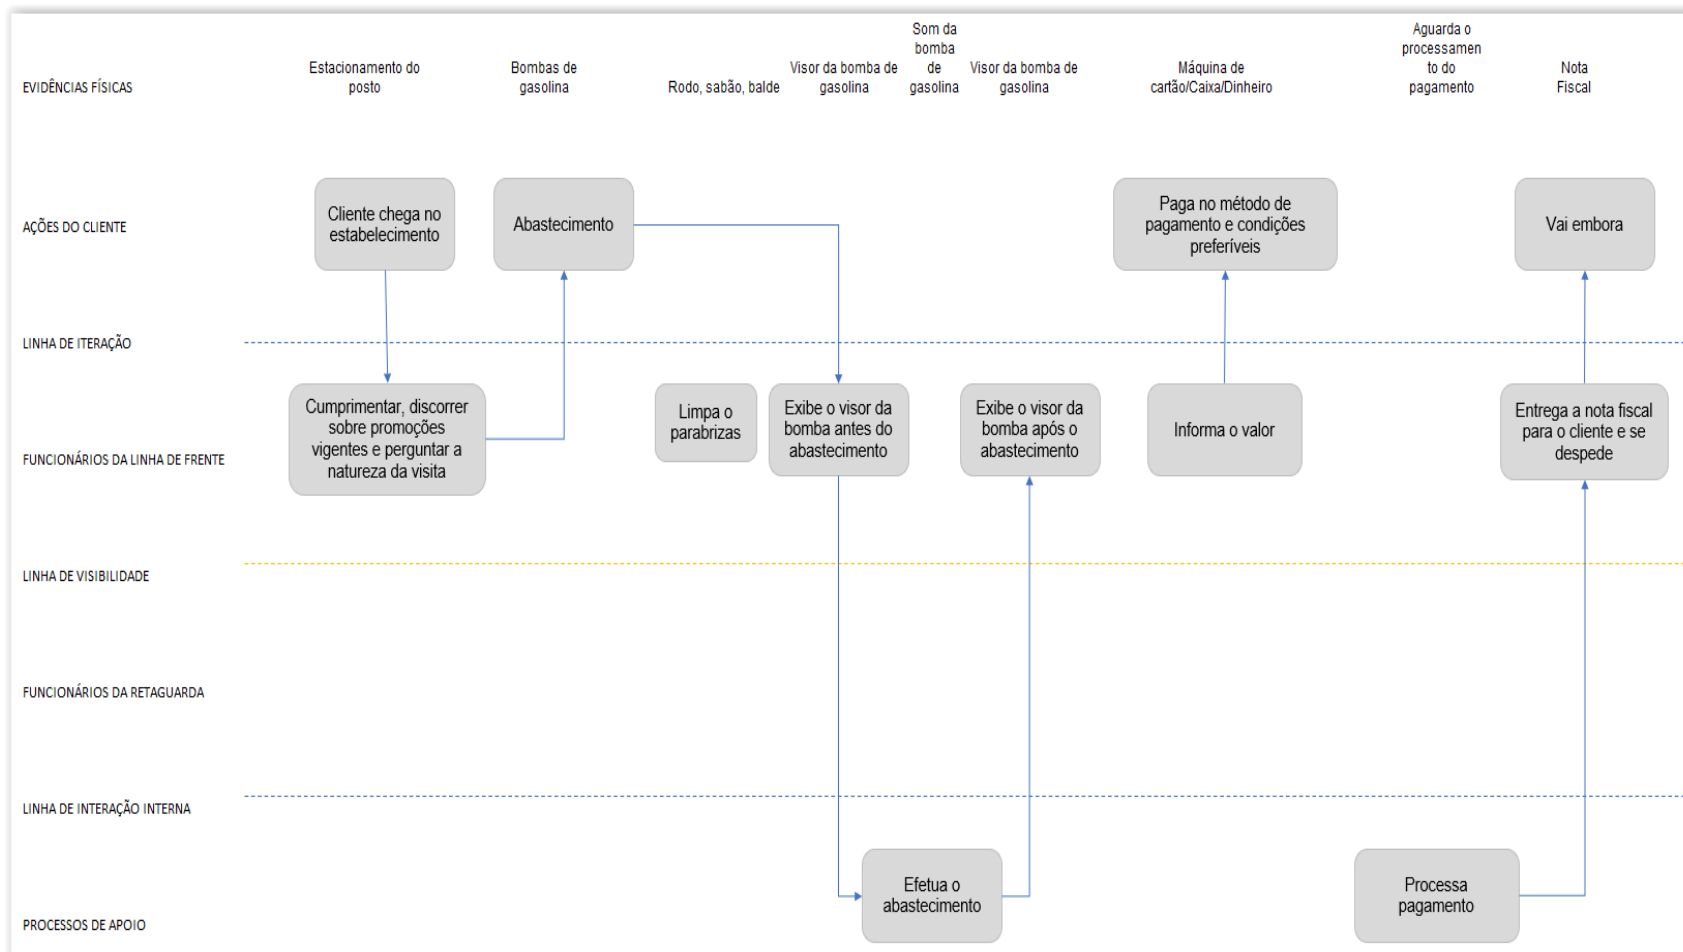 EVIDÊNCIAS FÍSICAS
Estacionamento do
posto
Bombas de
gasolina
Rodo, sabão, balde
Visor da bomba de
gasolina
Som da
bomba
de
gasolina
Visor da bomba de
gasolina
Máquina de
cartão/Caixa/Dinheiro
Aguarda o
processamen
to do
pagamento
Nota
Fiscal
AÇÕES DO CLIENTE
Cliente chega no
estabelecimento
Abastecimento
Paga no método de
pagamento e condições
preferíveis
Vai embora
LINHA DE ITERAÇÃO
FUNCIONÁRIOS DA LINHA DE FRENTE
Cumprimentar, discorrer
sobre promoções
vigentes e perguntar a
natureza da visita
Limpa o
parabrizas
Exibe o visor da
bomba antes do
abastecimento
Exibe o visor da
bomba após o
abastecimento
Informa o valor
Entrega a nota fiscal
para o cliente e se
despede
LINHA DE VISIBILIDADE
FUNCIONÁRIOS DA RETAGUARDA
LINHA DE INTERAÇÃO INTERNA
PROCESSOS DE APOIO
Efetua o
abastecimento
Processa
pagamento